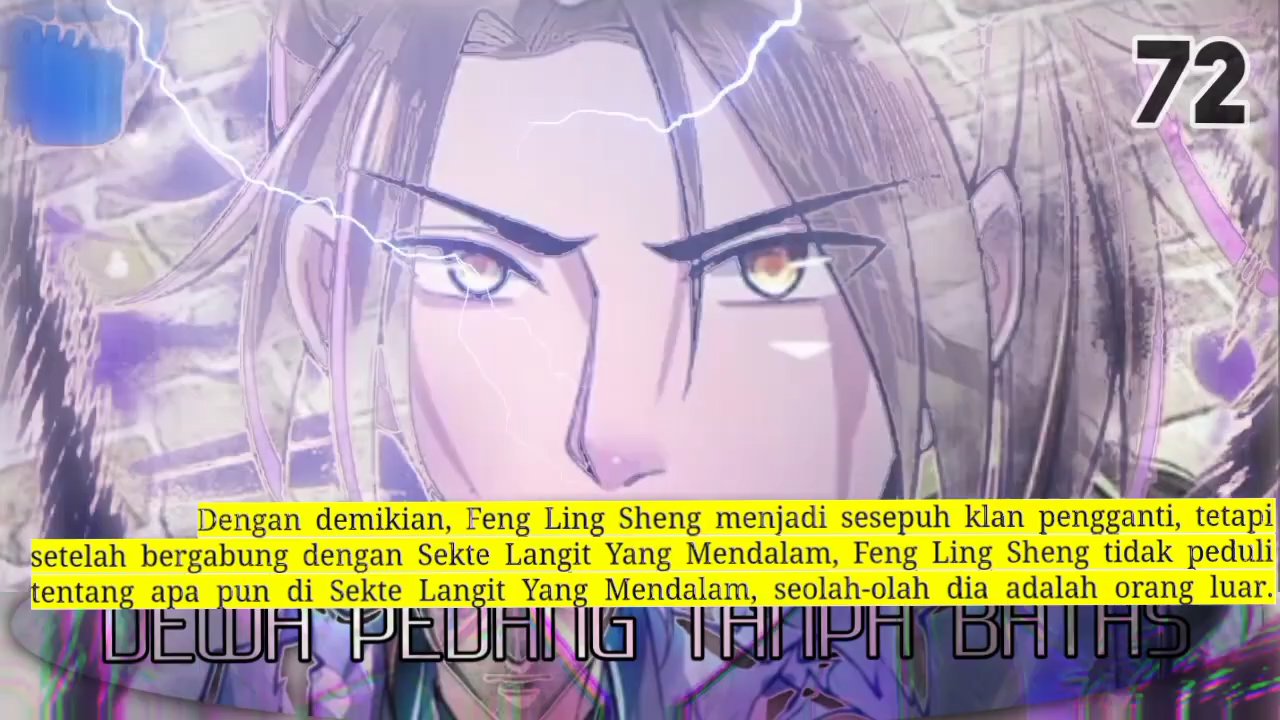 72
Dengan demikian, Feng Ling Sheng menjadi sesepuh klan pengganti, tetapi
setelah bergabung dengan Sekte Langit Yang Mendalam, Feng Ling Sheng tidak peduli
tentang apa pun di Sekte Langit Yang Mendalam, seolah-olah dia adalah orang luar.
DEWA PEDANG TANPA BATAS